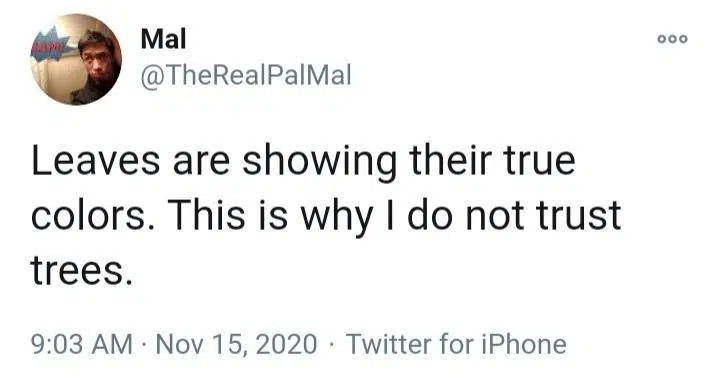 Mal
@TheRealPalMal
Leaves are showing their true
colors. This is why I do not trust
trees.
9:03 AM · Nov 15, 2020 · Twitter for iPhone